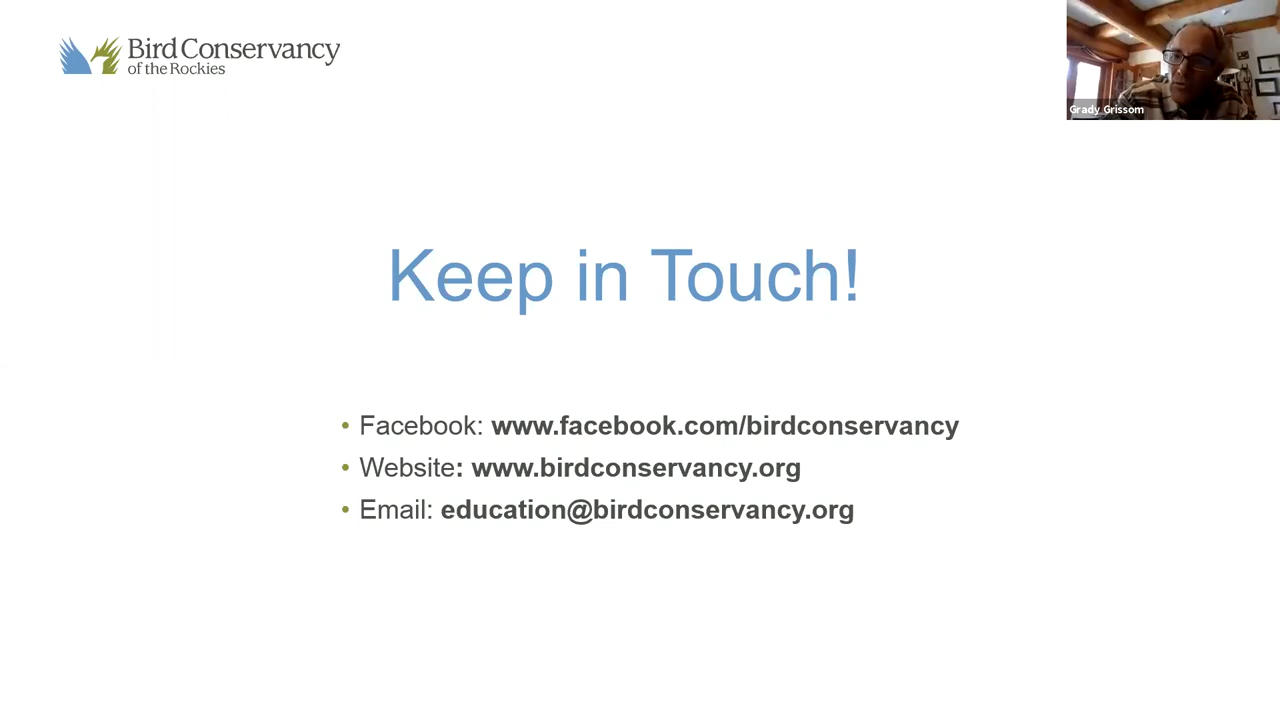 Bird Conservancy
of the Rockies
Grady Grissom
Keep in Touch!
• Facebook: www.facebook.com/birdconservancy
• Website: www.birdconservancy.org
• Email: education@birdconservancy.org